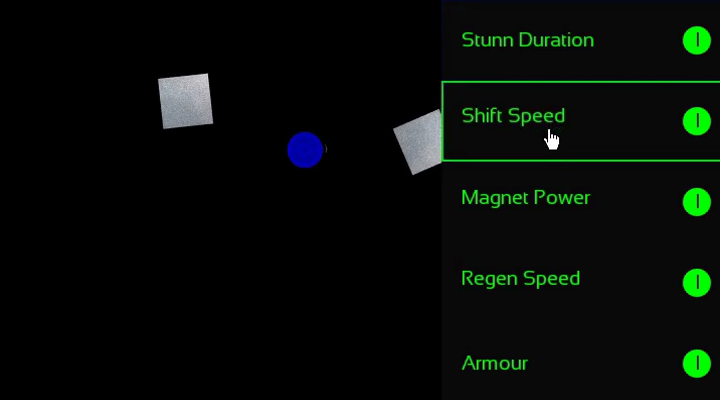 Stunn Duration
Shift Speed
Magnet Power
Regen Speed
Armour